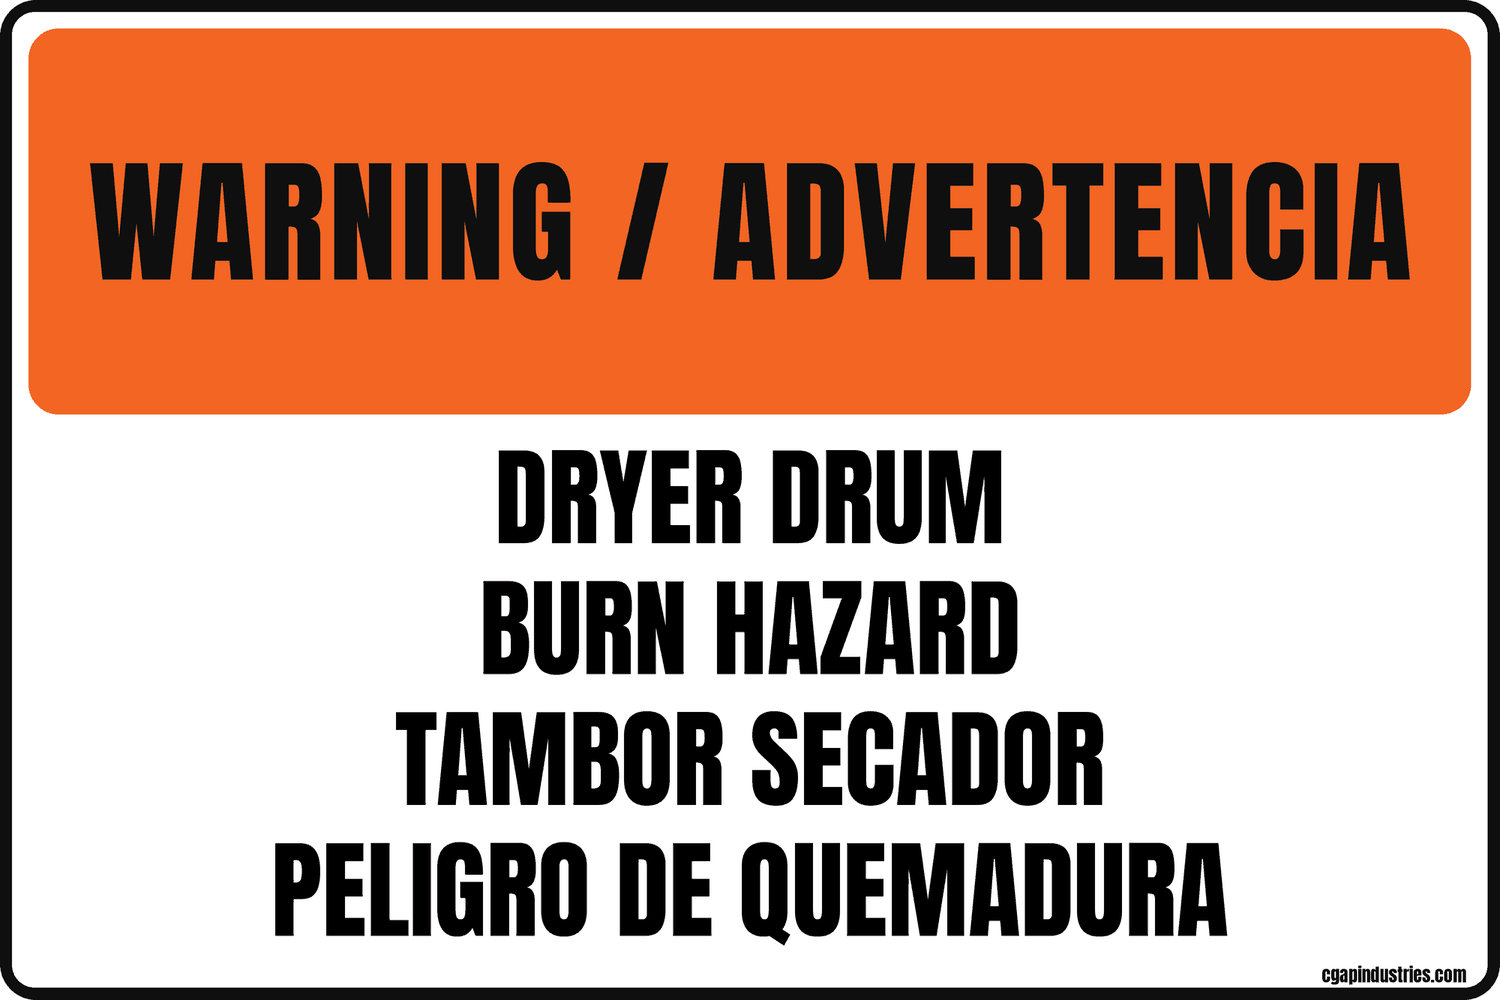 WARNING / ADVERTENCIA
DRYER DRUM
BURN HAZARD
TAMBOR SECADOR
PELIGRO DE QUEMADURA
cgapindustries.com